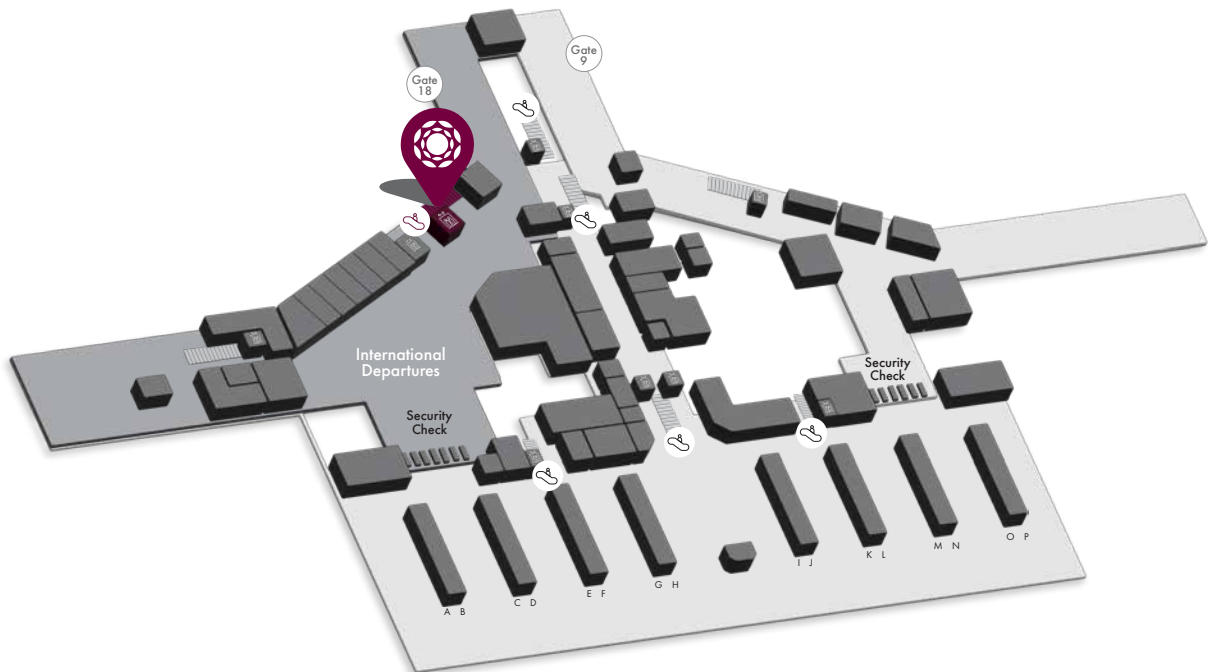 Gate
9
Gate
18
International
Departures
Security
Check
Security
Check
A B
C D
E F
G H
I J
K L
M N
O P